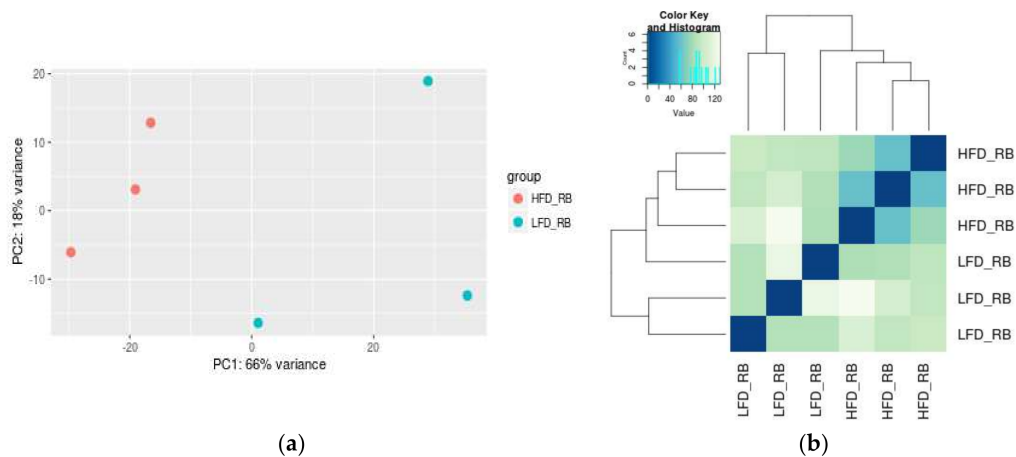 20
10
0
-10
-20
0
20
PC2: 18% variance
PC1: 66% variance
group
HFD_RB
LFD_RB
(a)
Color Key
and Histogram
Count
0 2 4 6
0 40 80 120
Value
HFD_RB
HFD_RB
HFD_RB
LFD_RB
LFD_RB
LFD_RB
LFD_RB
LFD_RB
LFD_RB
HFD_RB
HFD_RB
HFD_RB
(b)